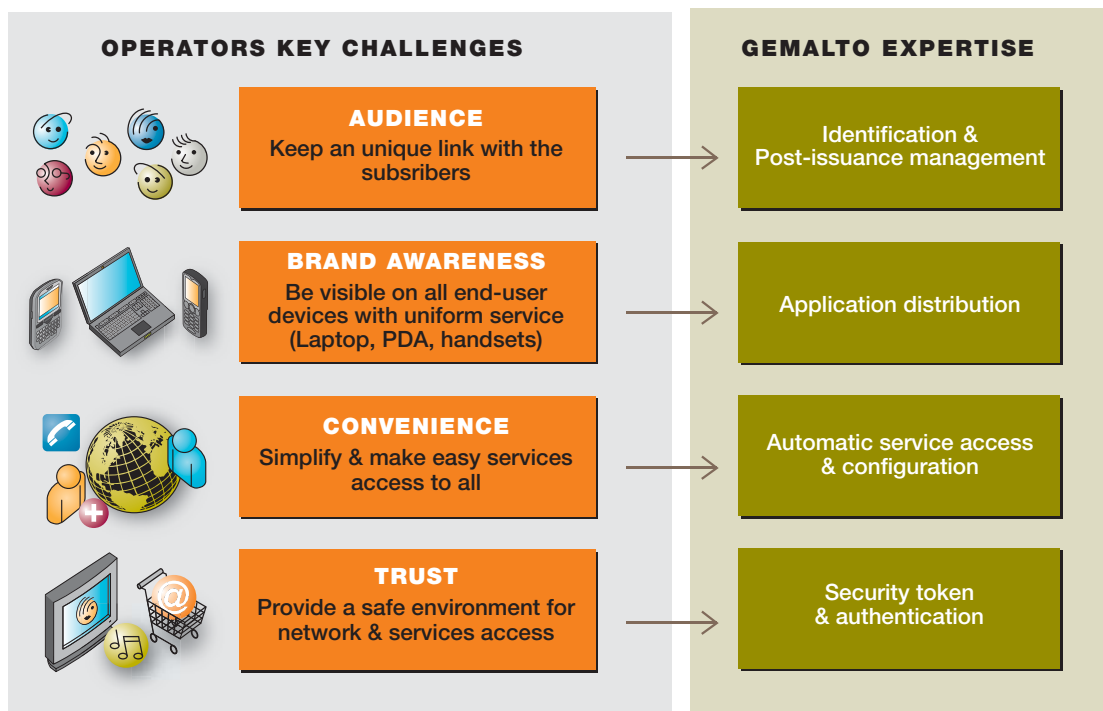 OPERATORS KEY CHALLENGES
GEMALTO EXPERTISE
AUDIENCE
Keep an unique link with the
subsribers
Identification &
Post-issuance management
BRAND AWARENESS
Be visible on all end-user
devices with uniform service
(Laptop, PDA, handsets)
Application distribution
CONVENIENCE
Simplify & make easy services
access to all
Automatic service access
& configuration
@
TRUST
Provide a safe environment for
network & services access
Security token
& authentication